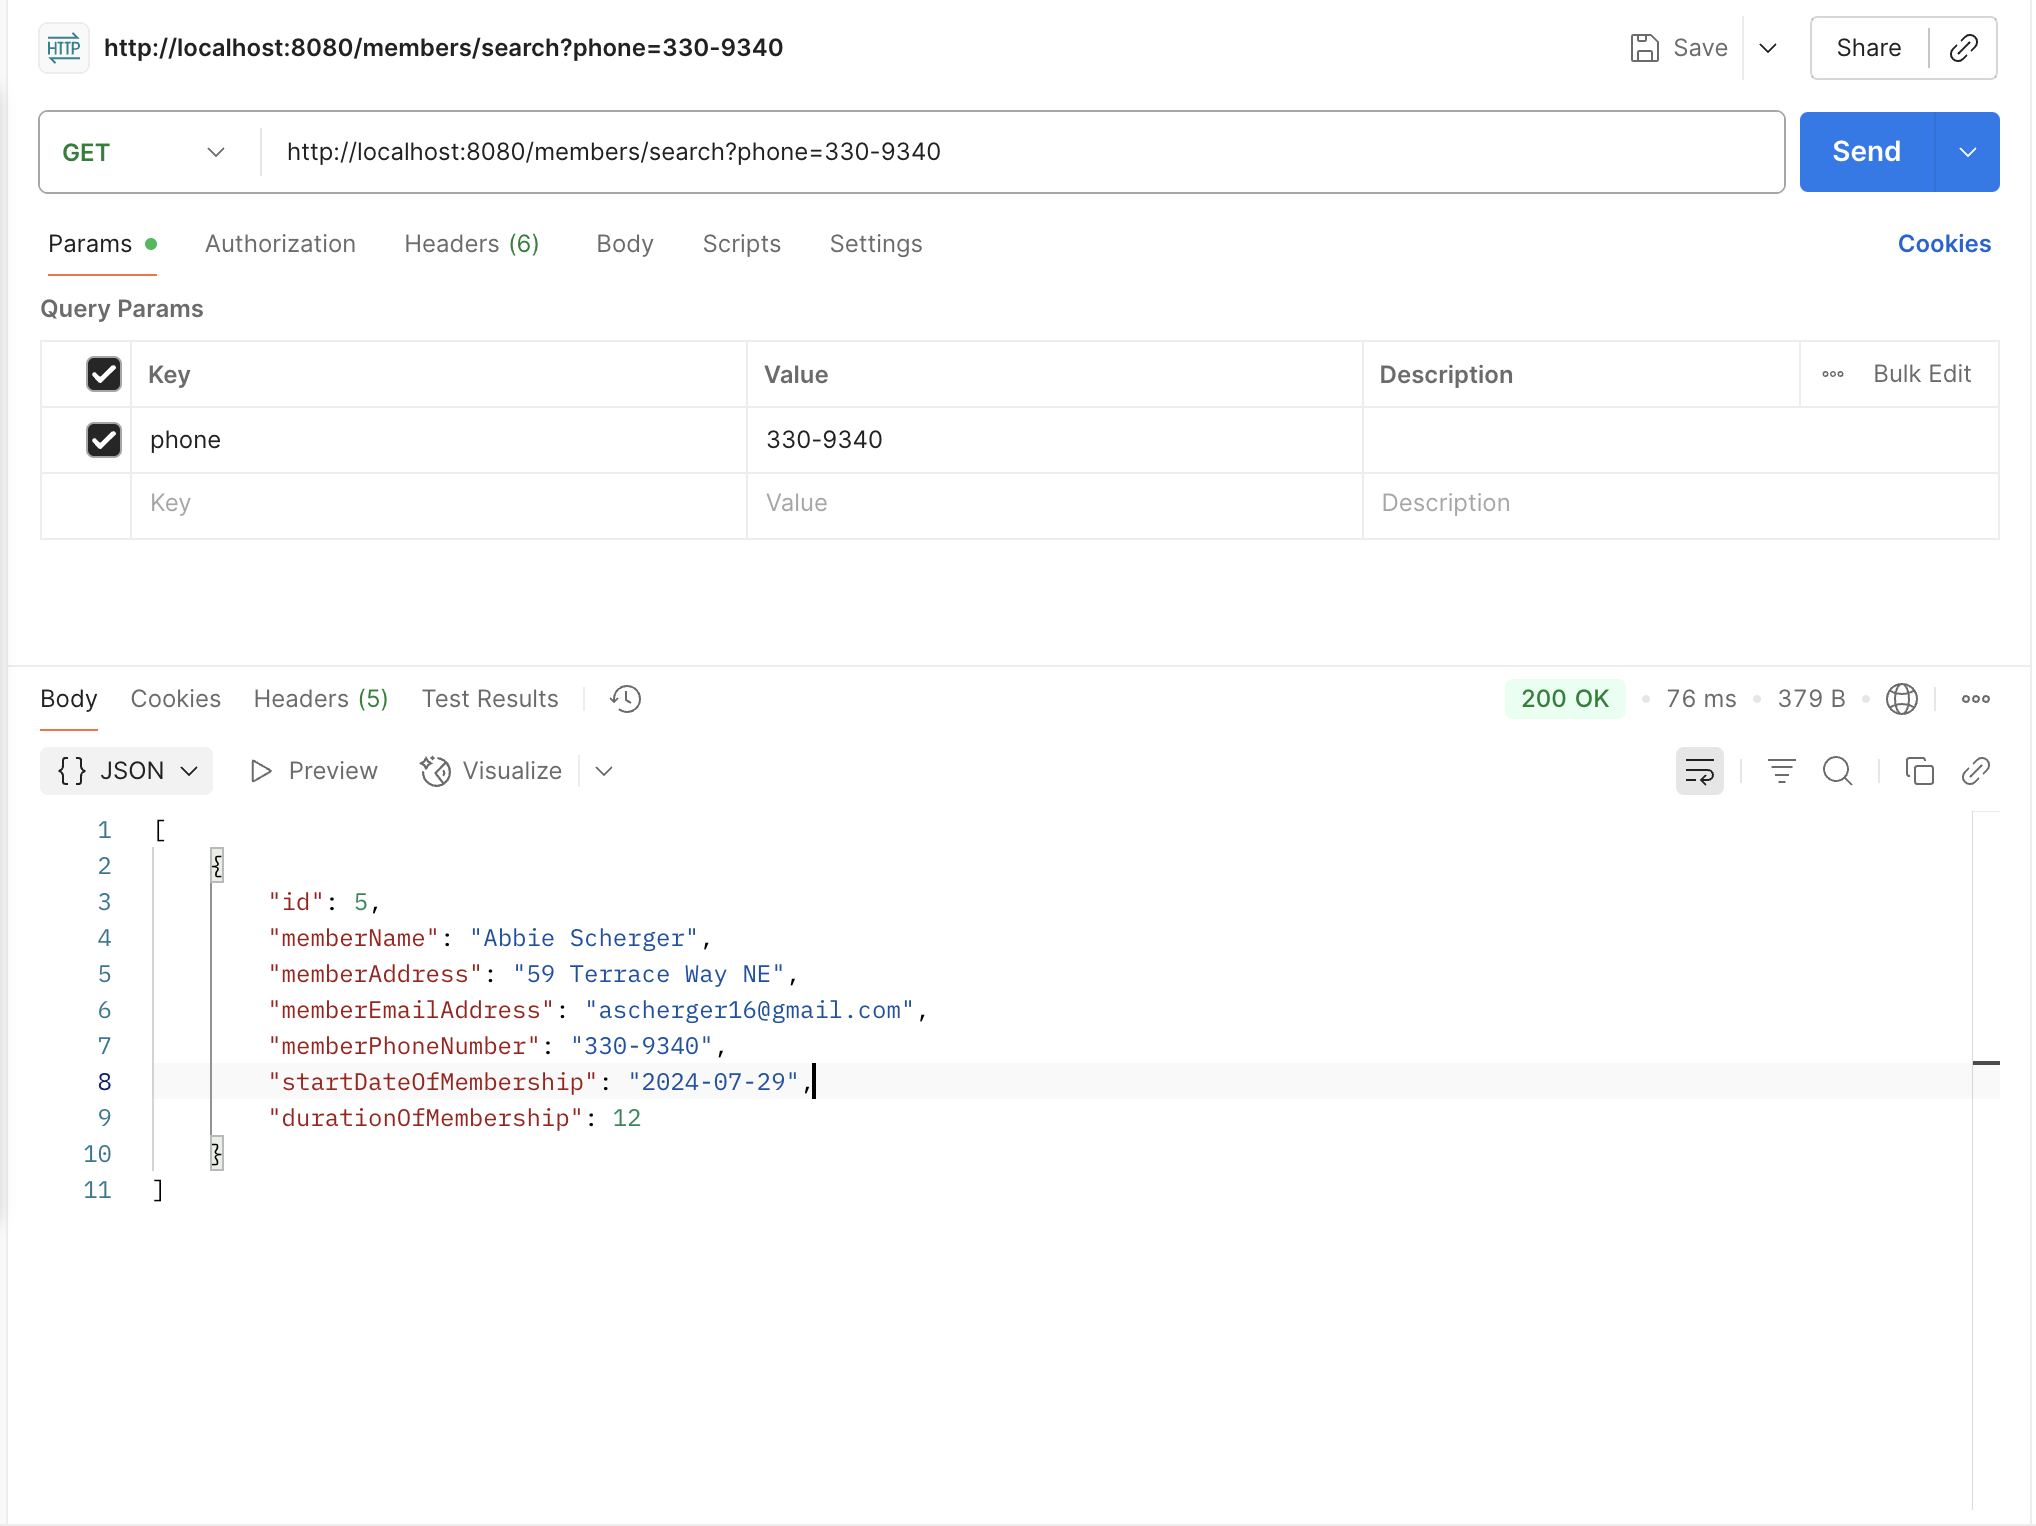 HTTP http://localhost:8080/members/search?phone=330-9340 Save Share
GET http://localhost:8080/members/search?phone=330-9340 Send
Params Authorization Headers (6) Body Scripts Settings Cookies
Query Params
Key Value Description Bulk Edit
phone 330-9340
Key Value Description
Body Cookies Headers (5) Test Results 200 OK 76 ms 379 B
{} JSON Preview Visualize
1 [
2 {
3 "id": 5,
4 "memberName": "Abbie Scherger",
5 "memberAddress": "59 Terrace Way NE",
6 "memberEmailAddress": "ascherger16@gmail.com",
7 "memberPhoneNumber": "330-9340",
8 "startDateOfMembership": "2024-07-29",
9 "durationOfMembership": 12
10 }
11 ]